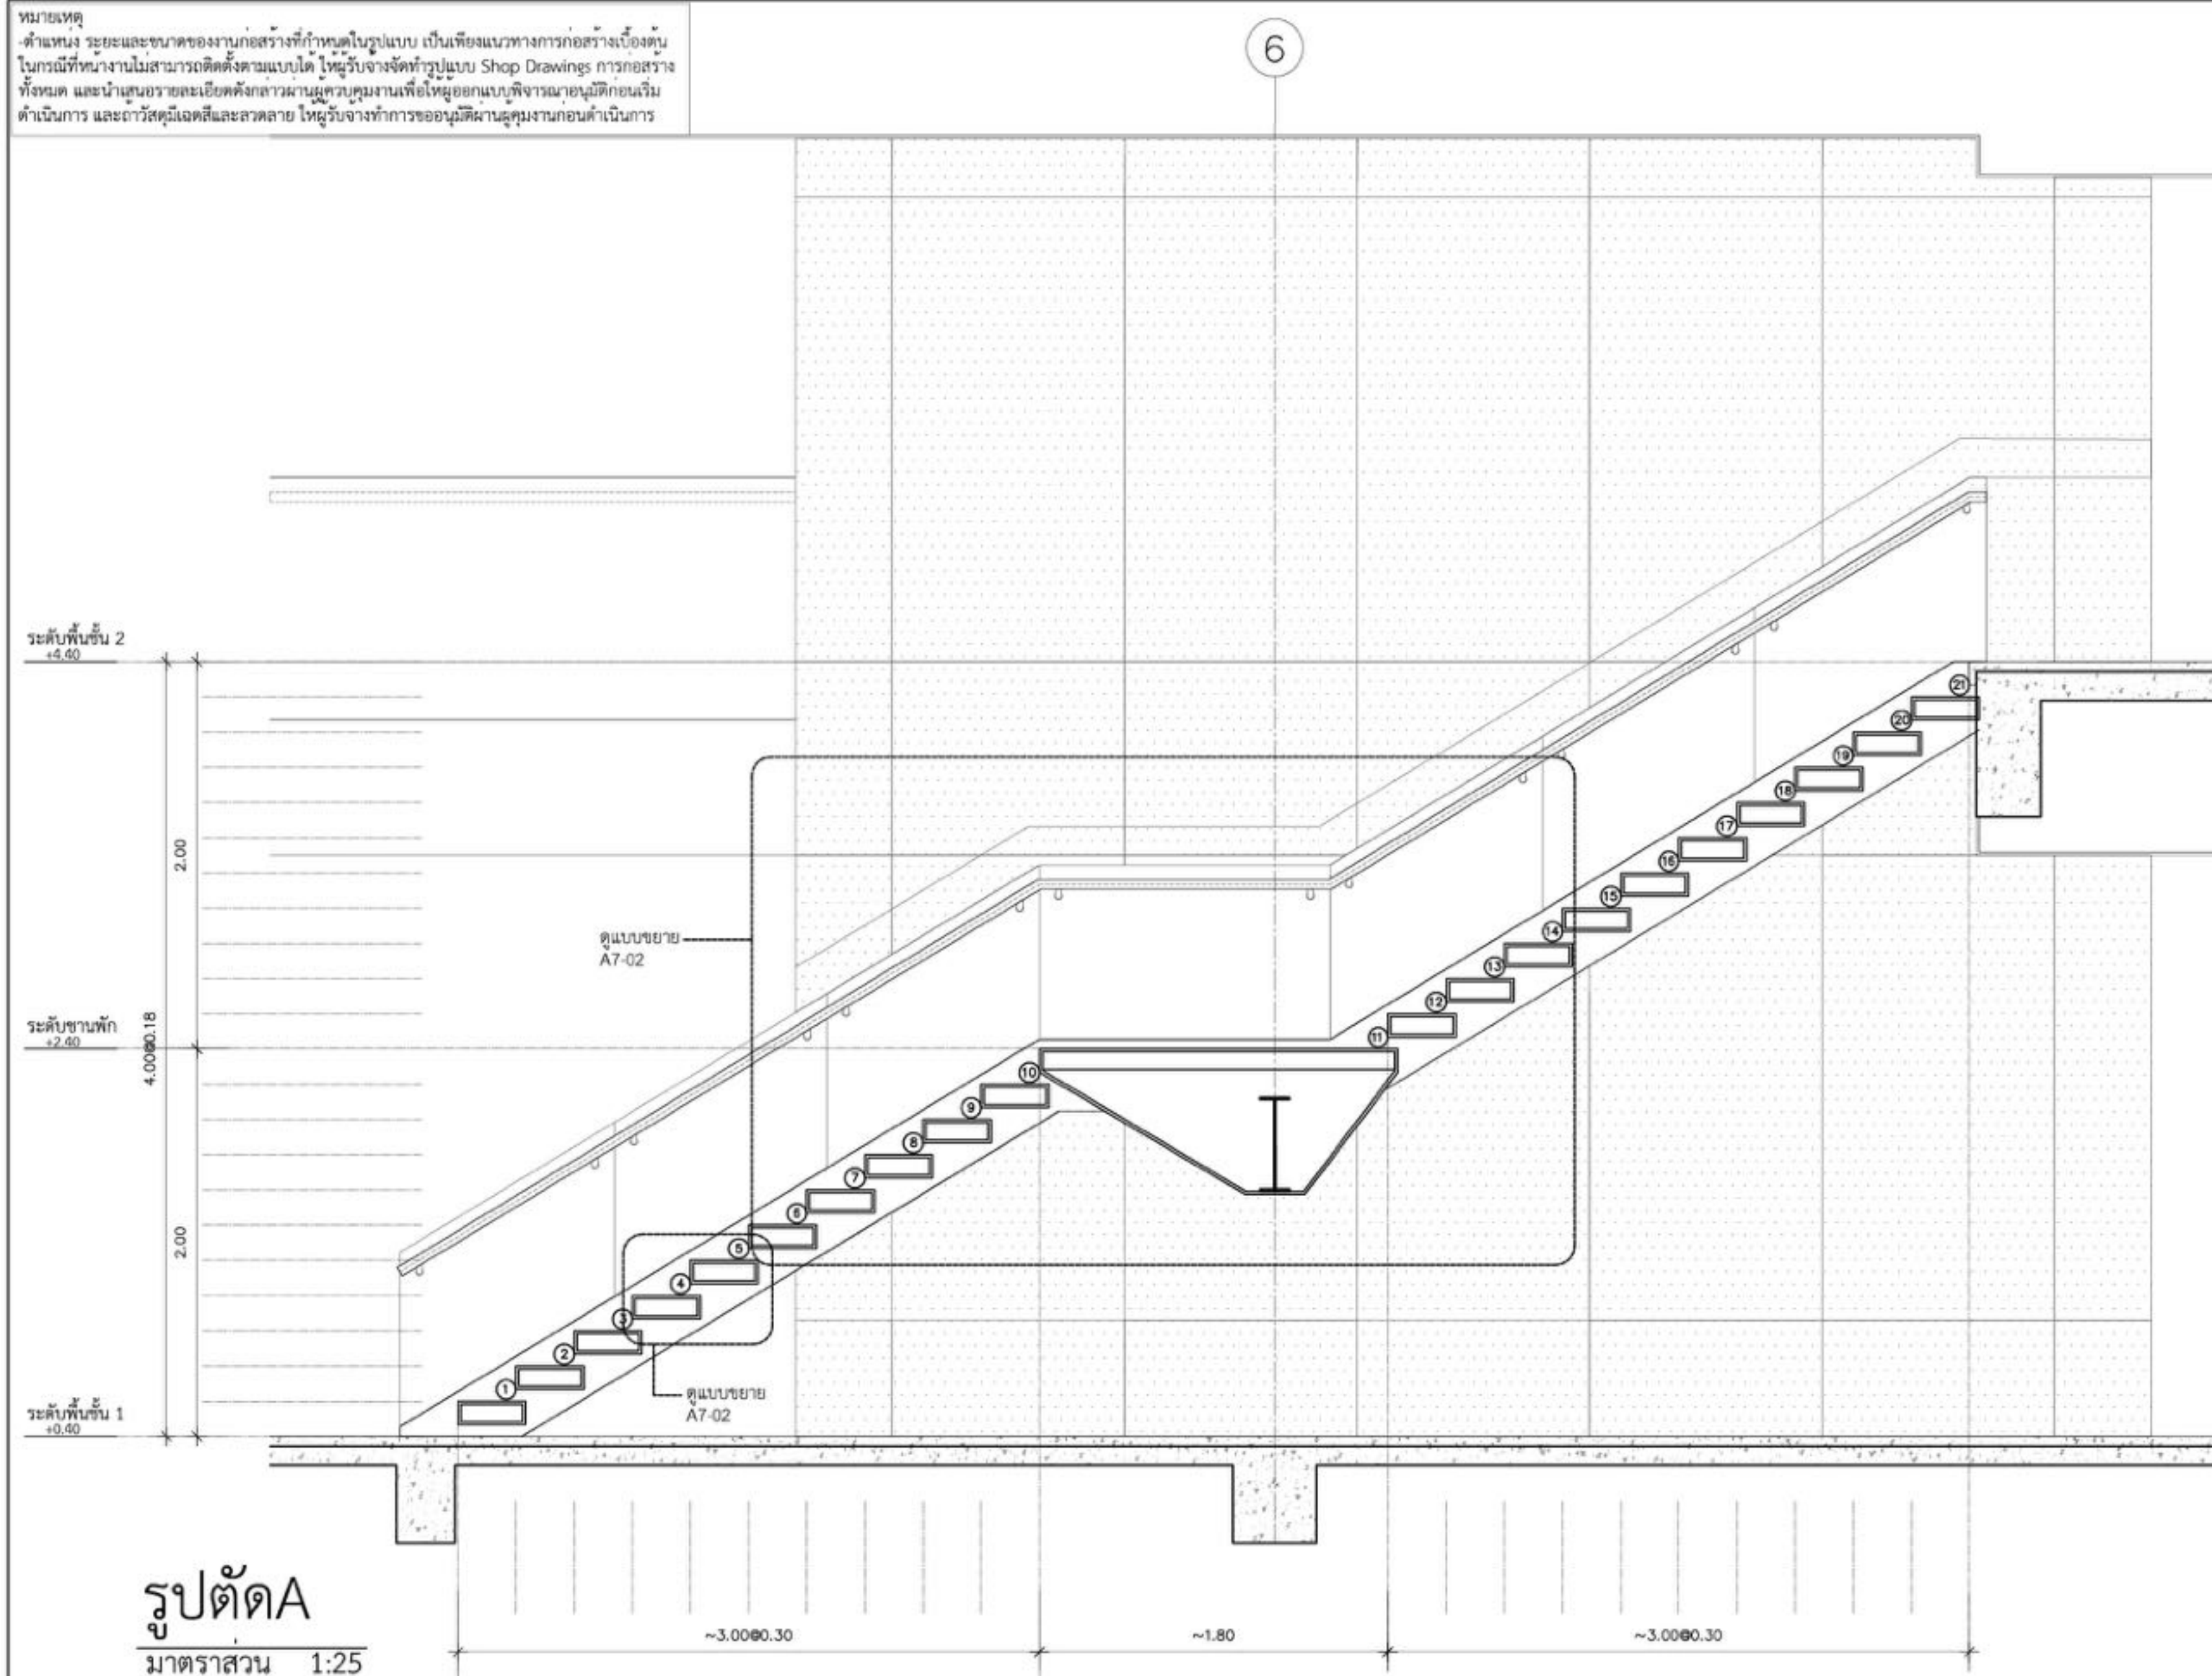 หมายเหตุ
-ตำแหน่ง ระยะและขนาดของงานก่อสร้างที่กำหนดในรูปแบบ เป็นเพียงแนวทางการก่อสร้างเบื้องต้น
ในกรณีที่หน้างานไม่สามารถติดตั้งตามแบบได้ ให้ผู้รับจ้างจัดทำรูปแบบ Shop Drawings การก่อสร้าง
ทั้งหมด และนำเสนอรายละเอียดดังกล่าวผ่านผู้ควบคุมงานเพื่อให้ผู้ออกแบบพิจารณาอนุมัติก่อนเริ่ม
ดำเนินการ และถ้าวัสดุมีเฉดสีและลวดลาย ให้ผู้รับจ้างทำการขออนุมัติผ่านผู้คุมงานก่อนดำเนินการ
6
ระดับพื้นชั้น 2
+4.40
21
20
19
18
17
2.00
16
15
14
ดูแบบขยาย
A7-02
13
12
ระดับชานพัก
+2.40
4.00@0.18
11
10
9
8
7
6
2.00
5
4
3
2
1
ดูแบบขยาย
A7-02
ระดับพื้นชั้น 1
+0.40
รูปตัดA
มาตราส่วน 1:25
~3.00@0.30
~1.80
~3.00@0.30